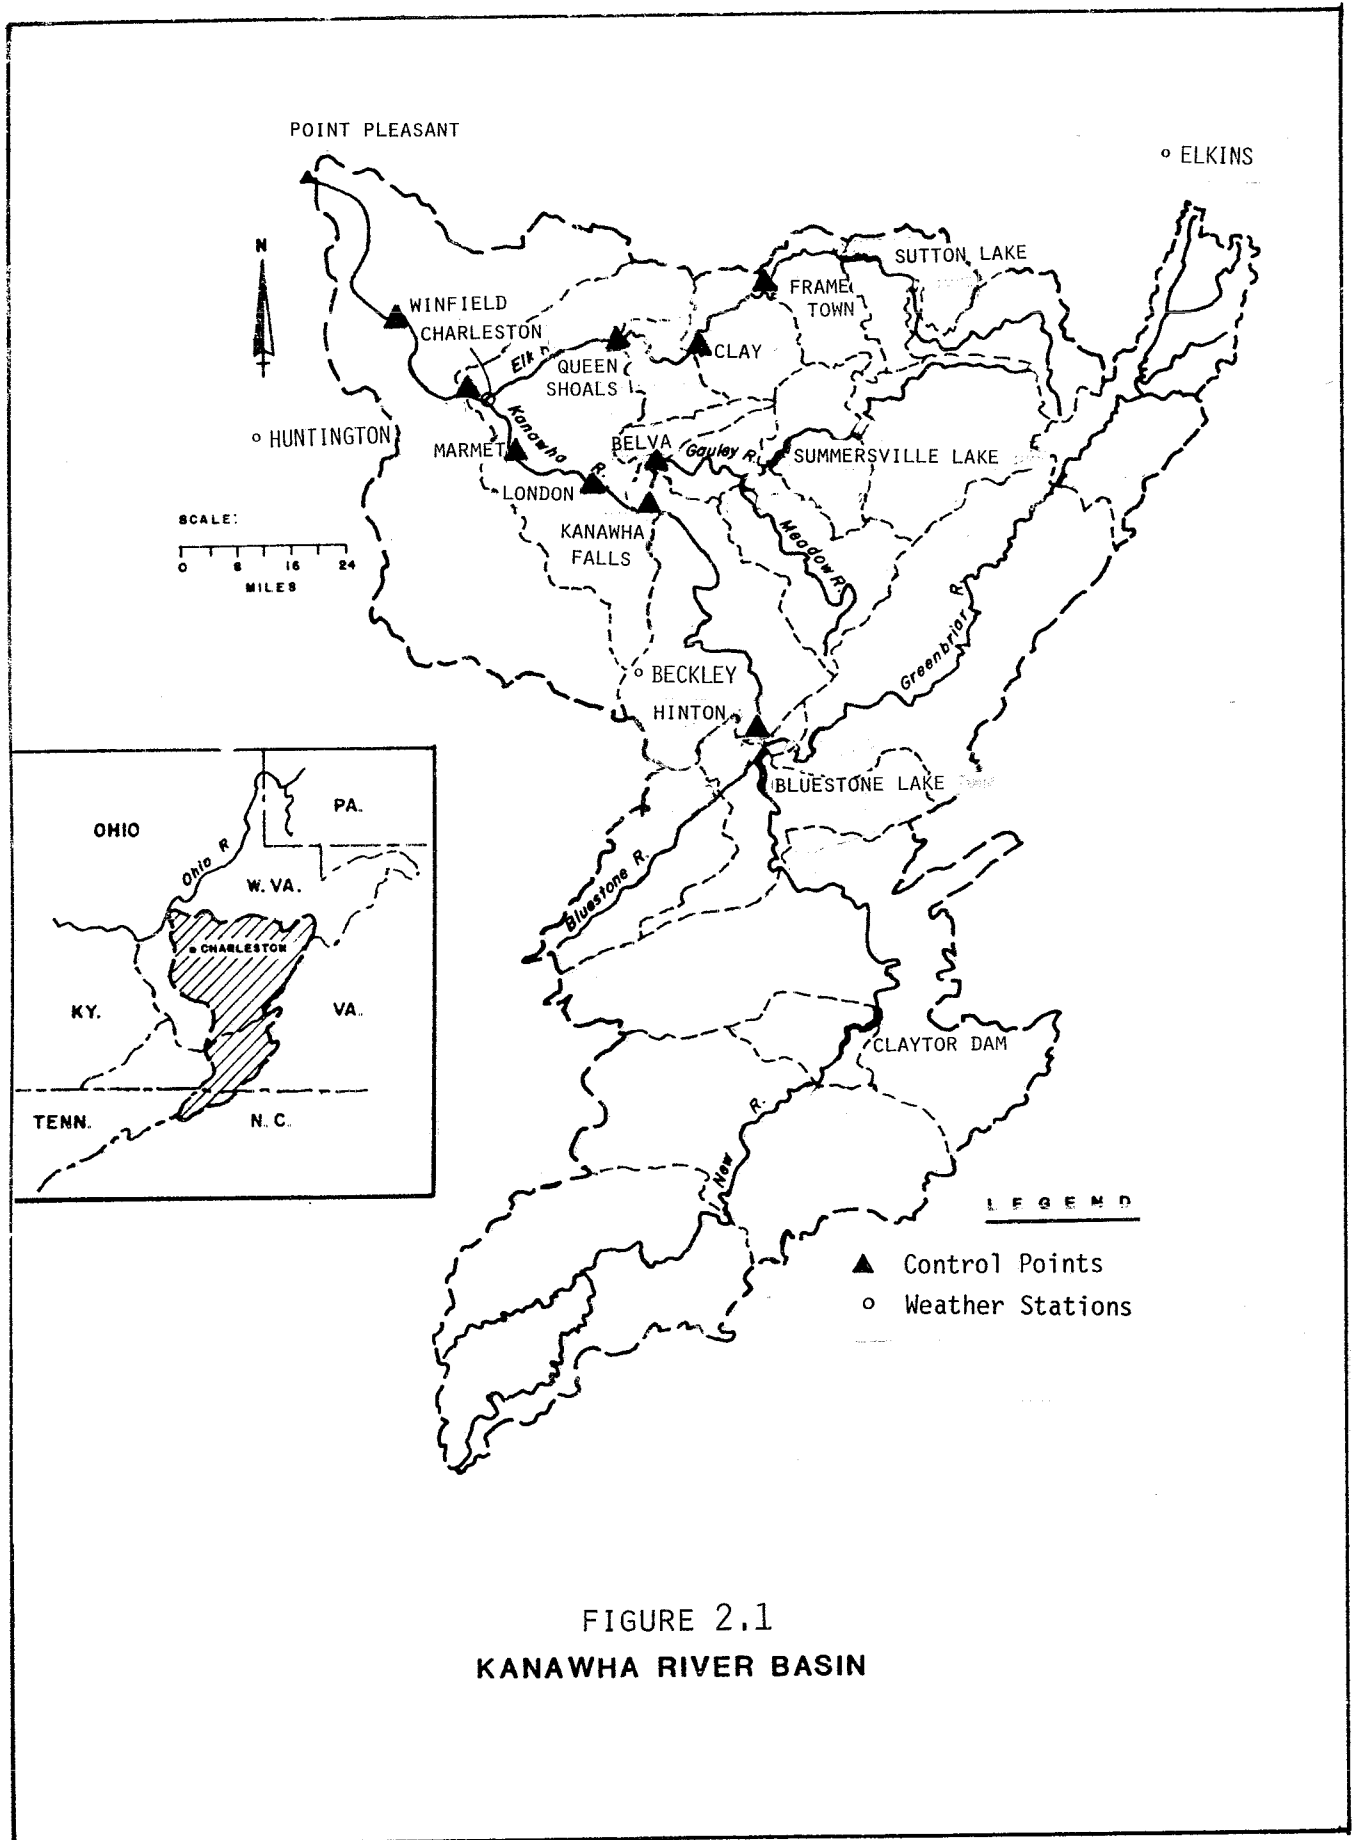 POINT PLEASANT
ELKINS
N
SUTTON LAKE
FRAME
TOWN
WINFIELD
CHARLESTON
Elk
QUEEN
SHOALS
CLAY
Kanawha
R.
HUNTINGTON
MARMET
BELVA
Gauley R.
SUMMERSVILLE LAKE
LONDON
KANAWHA
FALLS
Meadow R.
SCALE:
0 8 16 24
MILES
Greenbriar R.
BECKLEY
HINTON
BLUESTONE LAKE
Bluestone R.
OHIO
PA.
Ohio R
W. VA.
CHARLESTON
KY.
VA.
TENN.
N. C.
CLAYTOR DAM
New R.
LEGEND
Control Points
Weather Stations
FIGURE 2.1
KANAWHA RIVER BASIN